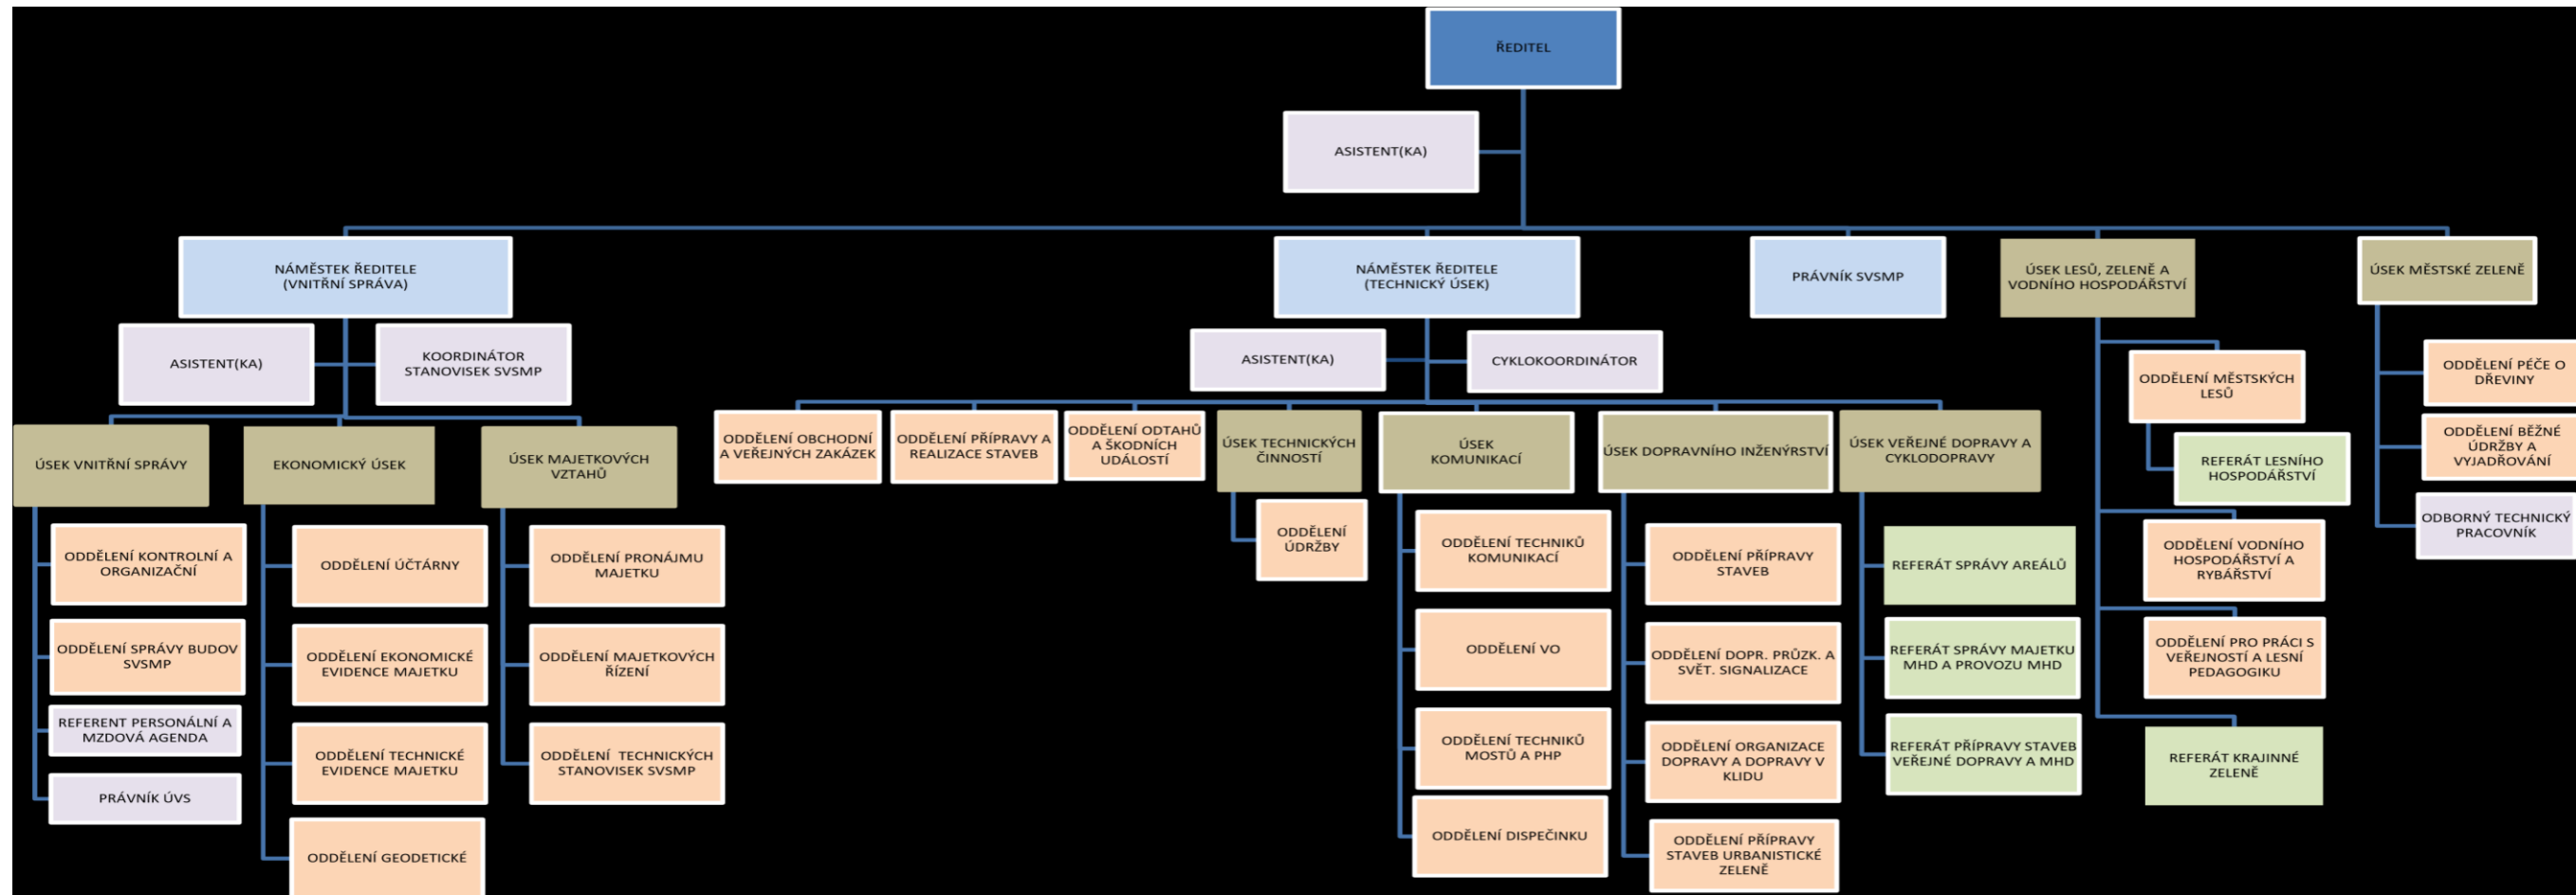 ŘEDITEL
ASISTENT(KA)
NÁMĚSTEK ŘEDITELE
(VNITŘNÍ SPRÁVA)
ASISTENT(KA)
KOORDINÁTOR
STANOVISEK SVSMP
ÚSEK VNITŘNÍ SPRÁVY
ODDĚLENÍ KONTROLNÍ A
ORGANIZAČNÍ
ODDĚLENÍ SPRÁVY BUDOV
SVSMP
REFERENT PERSONÁLNÍ A
MZDOVÁ AGENDA
PRÁVNÍK ÚVS
EKONOMICKÝ ÚSEK
ODDĚLENÍ ÚČTÁRNY
ODDĚLENÍ EKONOMICKÉ
EVIDENCE MAJETKU
ODDĚLENÍ TECHNICKÉ
EVIDENCE MAJETKU
ODDĚLENÍ GEODETICKÉ
ÚSEK MAJETKOVÝCH
VZTAHŮ
ODDĚLENÍ PRONÁJMU
MAJETKU
ODDĚLENÍ MAJETKOVÝCH
ŘÍZENÍ
ODDĚLENÍ  TECHNICKÝCH
STANOVISEK SVSMP
NÁMĚSTEK ŘEDITELE
(TECHNICKÝ ÚSEK)
ASISTENT(KA)
CYKLOKOORDINÁTOR
ODDĚLENÍ OBCHODNÍ
A VEŘEJNÝCH ZAKÁZEK
ODDĚLENÍ PŘÍPRAVY A
REALIZACE STAVEB
ODDĚLENÍ ODTAHŮ
A ŠKODNÍCH
UDÁLOSTÍ
ÚSEK TECHNICKÝCH
ČINNOSTÍ
ODDĚLENÍ
ÚDRŽBY
ÚSEK
KOMUNIKACÍ
ODDĚLENÍ TECHNIKŮ
KOMUNIKACÍ
ODDĚLENÍ VO
ODDĚLENÍ TECHNIKŮ
MOSTŮ A PHP
ODDĚLENÍ DISPEČINKU
ÚSEK DOPRAVNÍHO INŽENÝRSTVÍ
ODDĚLENÍ PŘÍPRAVY
STAVEB
ODDĚLENÍ DOPR. PRŮZK. A
SVĚT. SIGNALIZACE
ODDĚLENÍ ORGANIZACE
DOPRAVY A DOPRAVY V
KLIDU
ODDĚLENÍ PŘÍPRAVY
STAVEB URBANISTICKÉ
ZELENĚ
ÚSEK VEŘEJNÉ DOPRAVY A
CYKLODOPRAVY
REFERÁT SPRÁVY AREÁLŮ
REFERÁT SPRÁVY MAJETKU
MHD A PROVOZU MHD
REFERÁT PŘÍPRAVY STAVEB
VEŘEJNÉ DOPRAVY A MHD
PRÁVNÍK SVSMP
ÚSEK LESŮ, ZELENĚ A
VODNÍHO HOSPODÁŘSTVÍ
ODDĚLENÍ MĚSTSKÝCH
LESŮ
REFERÁT LESNÍHO
HOSPODÁŘSTVÍ
ODDĚLENÍ VODNÍHO
HOSPODÁŘSTVÍ A
RYBÁŘSTVÍ
ODDĚLENÍ PRO PRÁCI S
VEŘEJNOSTÍ A LESNÍ
PEDAGOGIKU
REFERÁT KRAJINNÉ
ZELENĚ
ÚSEK MĚSTSKÉ ZELENĚ
ODDĚLENÍ PÉČE O
DŘEVINY
ODDĚLENÍ BĚŽNÉ
ÚDRŽBY A
VYJADŘOVÁNÍ
ODBORNÝ TECHNICKÝ
PRACOVNÍK